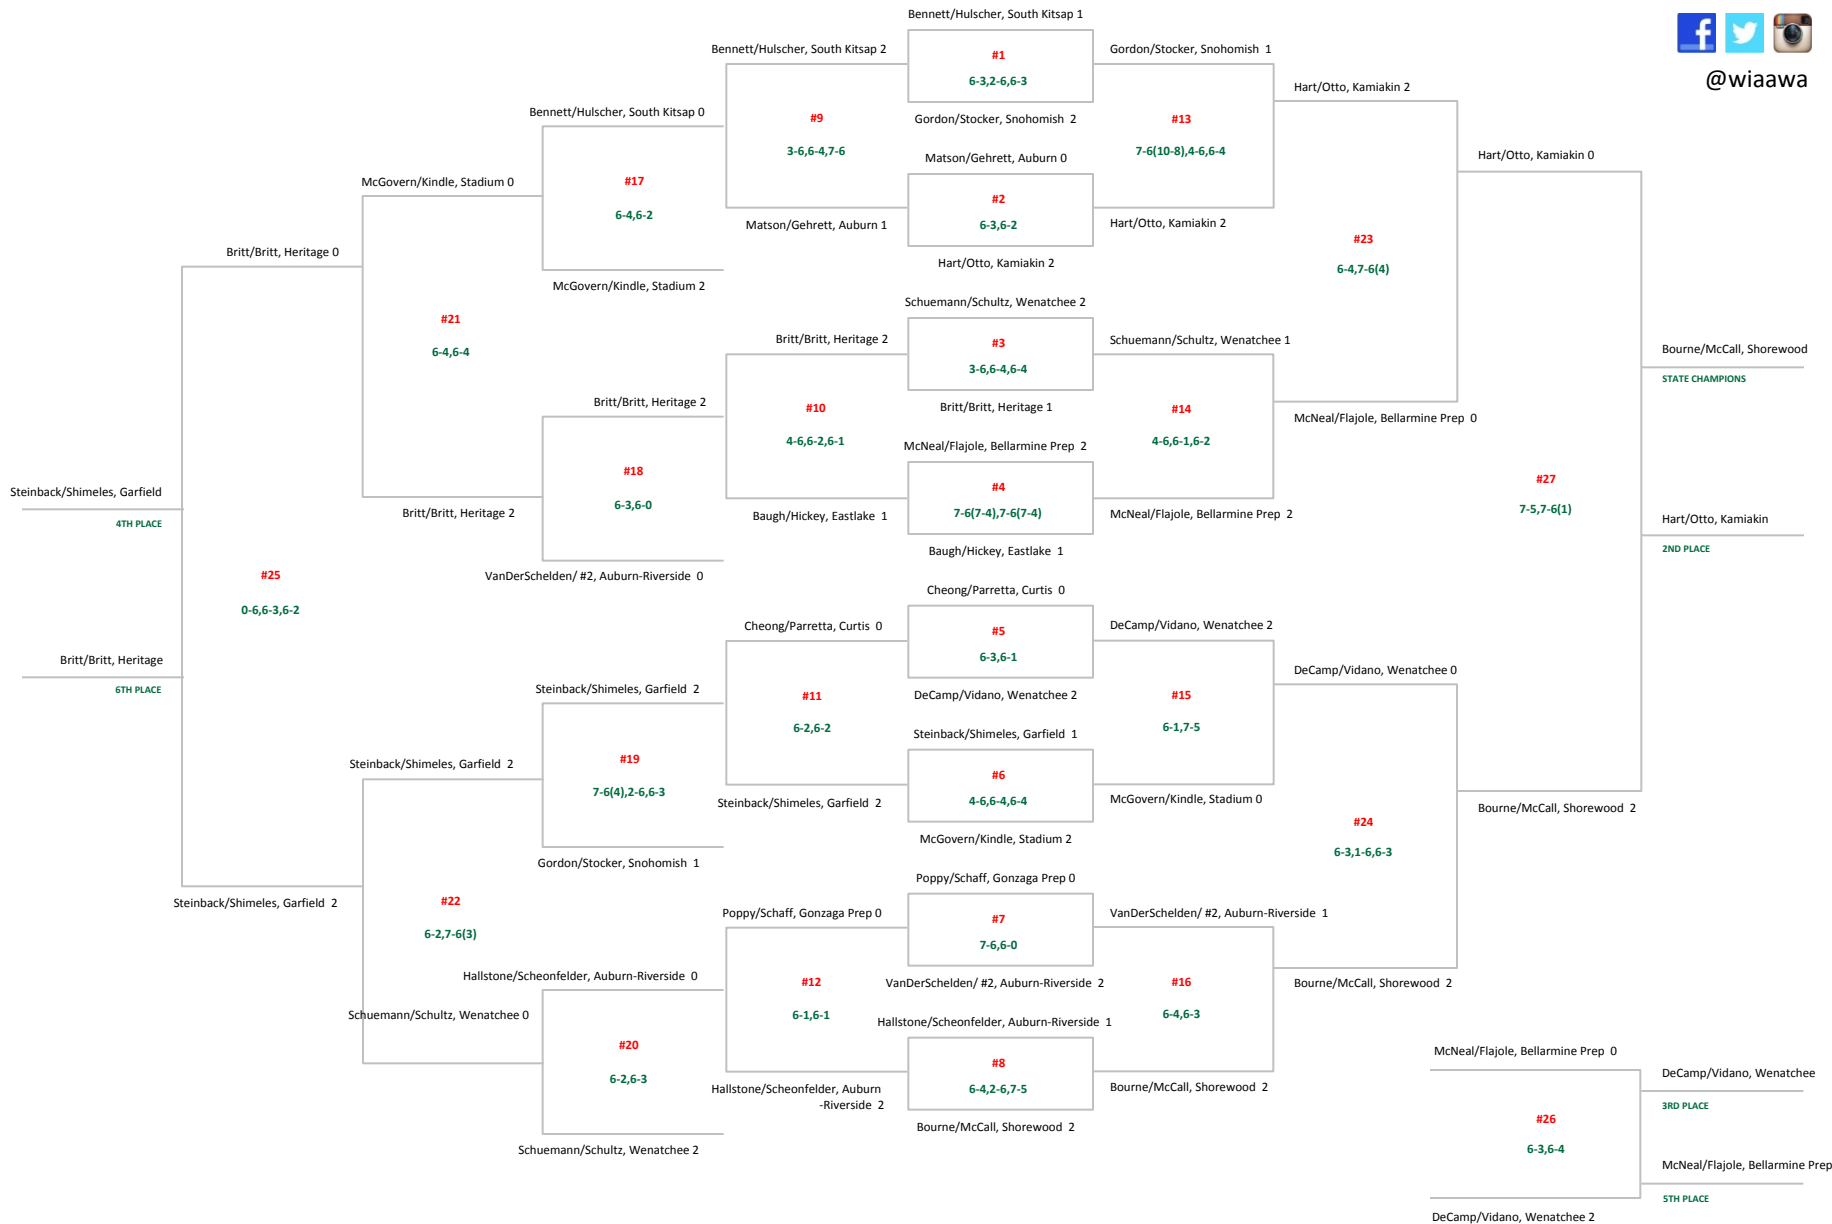 Bennett/Hulscher, South Kitsap 1
Bennett/Hulscher, South Kitsap 2
#1
Gordon/Stocker, Snohomish 1
6-3,2-6,6-3
@wiaawa
Hart/Otto, Kamiakin 2
Bennett/Hulscher, South Kitsap 0
#9
Gordon/Stocker, Snohomish 2
#13
3-6,6-4,7-6
7-6(10-8),4-6,6-4
Matson/Gehrett, Auburn 0
Hart/Otto, Kamiakin 0
McGovern/Kindle, Stadium 0
#17
#2
6-4,6-2
Matson/Gehrett, Auburn 1
6-3,6-2
Hart/Otto, Kamiakin 2
Britt/Britt, Heritage 0
#23
Hart/Otto, Kamiakin 2
6-4,7-6(4)
McGovern/Kindle, Stadium 2
Schuemann/Schultz, Wenatchee 2
#21
Britt/Britt, Heritage 2
#3
Schuemann/Schultz, Wenatchee 1
6-4,6-4
Bourne/McCall, Shorewood
3-6,6-4,6-4
STATE CHAMPIONS
Britt/Britt, Heritage 2
#10
Britt/Britt, Heritage 1
#14
McNeal/Flajole, Bellarmine Prep 0
4-6,6-2,6-1
4-6,6-1,6-2
McNeal/Flajole, Bellarmine Prep 2
#18
#27
Steinback/Shimeles, Garfield
#4
6-3,6-0
7-5,7-6(1)
Britt/Britt, Heritage 2
Baugh/Hickey, Eastlake 1
7-6(7-4),7-6(7-4)
McNeal/Flajole, Bellarmine Prep 2
Hart/Otto, Kamiakin
4TH PLACE
2ND PLACE
Baugh/Hickey, Eastlake 1
#25
VanDerSchelden/ #2, Auburn-Riverside 0
Cheong/Parretta, Curtis 0
0-6,6-3,6-2
Cheong/Parretta, Curtis 0
#5
DeCamp/Vidano, Wenatchee 2
6-3,6-1
Britt/Britt, Heritage
DeCamp/Vidano, Wenatchee 0
6TH PLACE
Steinback/Shimeles, Garfield 2
#11
DeCamp/Vidano, Wenatchee 2
#15
6-2,6-2
6-1,7-5
Steinback/Shimeles, Garfield 1
#19
Steinback/Shimeles, Garfield 2
#6
7-6(4),2-6,6-3
Steinback/Shimeles, Garfield 2
4-6,6-4,6-4
McGovern/Kindle, Stadium 0
Bourne/McCall, Shorewood 2
#24
McGovern/Kindle, Stadium 2
6-3,1-6,6-3
Gordon/Stocker, Snohomish 1
Poppy/Schaff, Gonzaga Prep 0
Steinback/Shimeles, Garfield 2
#22
Poppy/Schaff, Gonzaga Prep 0
#7
VanDerSchelden/ #2, Auburn-Riverside 1
6-2,7-6(3)
7-6,6-0
Hallstone/Scheonfelder, Auburn-Riverside 0
#12
VanDerSchelden/ #2, Auburn-Riverside 2
#16
Bourne/McCall, Shorewood 2
Schuemann/Schultz, Wenatchee 0
6-1,6-1
6-4,6-3
Hallstone/Scheonfelder, Auburn-Riverside 1
#20
McNeal/Flajole, Bellarmine Prep 0
#8
6-2,6-3
DeCamp/Vidano, Wenatchee
Hallstone/Scheonfelder, Auburn
-Riverside 2
6-4,2-6,7-5
Bourne/McCall, Shorewood 2
3RD PLACE
Bourne/McCall, Shorewood 2
#26
Schuemann/Schultz, Wenatchee 2
6-3,6-4
McNeal/Flajole, Bellarmine Prep
5TH PLACE
DeCamp/Vidano, Wenatchee 2